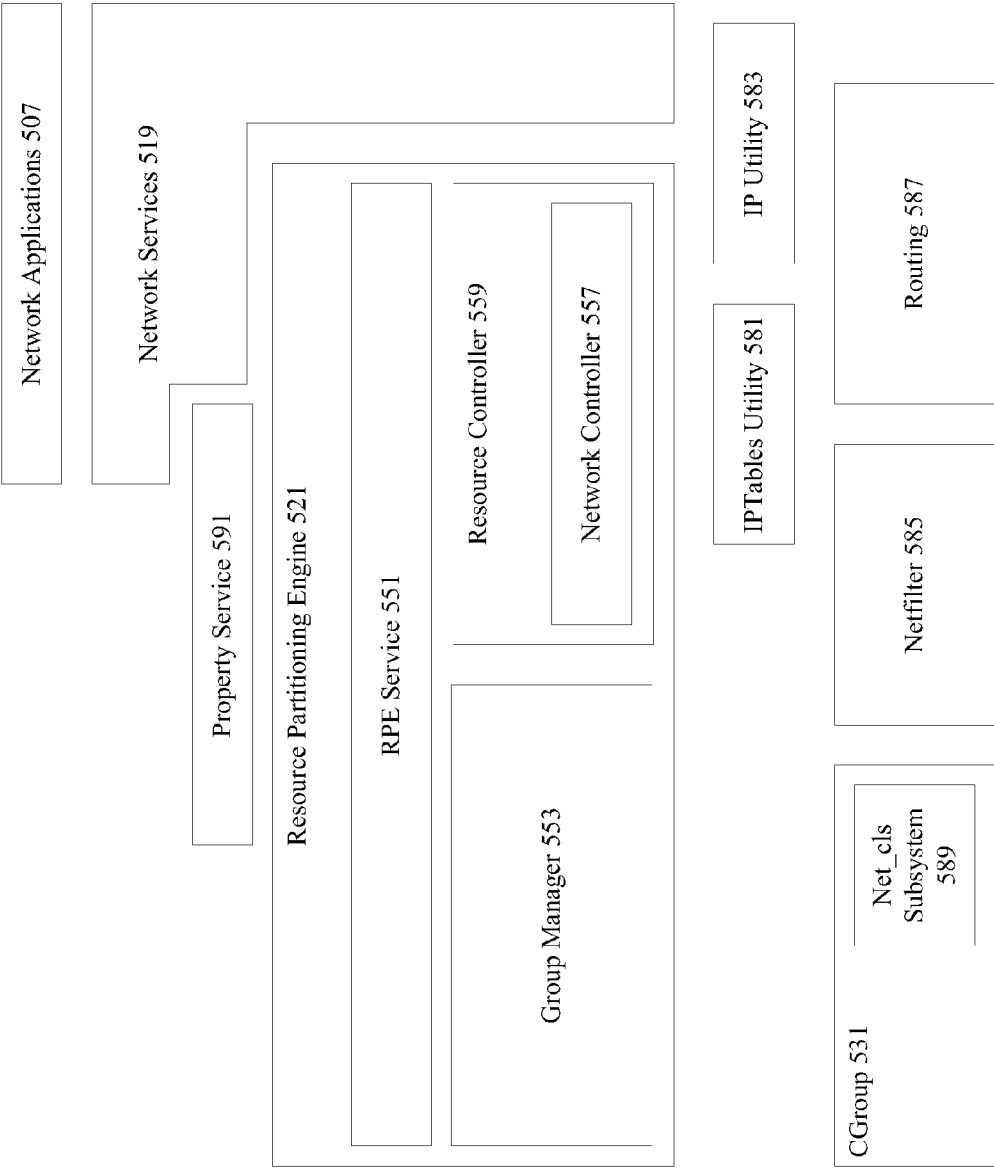 Network Applications 507
Network Services 519
Property Service 591
Resource Partitioning Engine 521
RPE Service 551
Group Manager 553
Resource Controller 559
Network Controller 557
IPTables Utility 581
IP Utility 583
CGroup 531
Net_cls
Subsystem
589
Netfilter 585
Routing 587